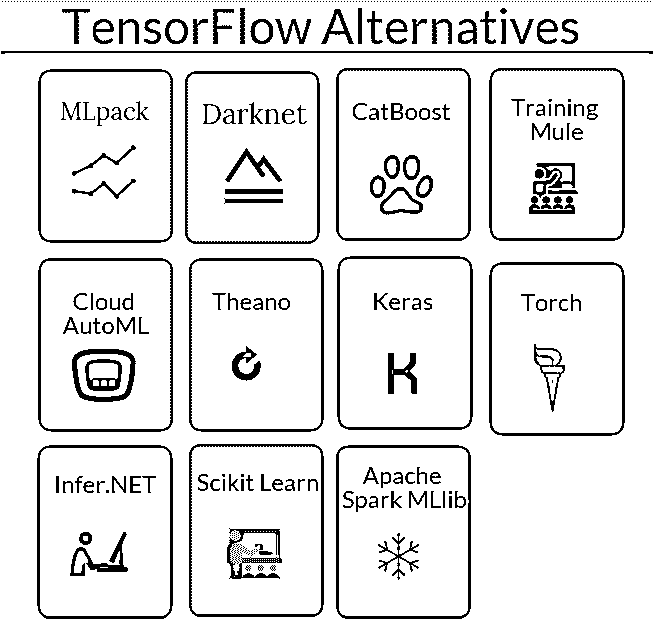 TensorFlow Alternatives
MLpack
Darknet
CatBoost
Training
Mule
Cloud
AutoML
Theano
Keras
Torch
Infer.NET
Scikit Learn
Apache
Spark MLlib